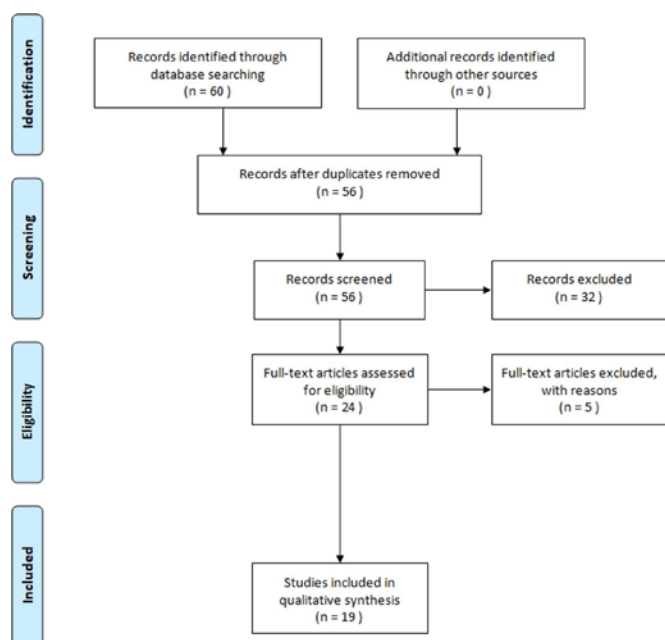 Identification
Records identified through
database searching
(n = 60 )
Additional records identified
through other sources
(n = 0 )
Records after duplicates removed
(n = 56 )
Screening
Records screened
(n = 56 )
Records excluded
(n = 32 )
Eligibility
Full-text articles assessed
for eligibility
(n = 24 )
Full-text articles excluded,
with reasons
(n = 5 )
Included
Studies included in
qualitative synthesis
(n = 19 )